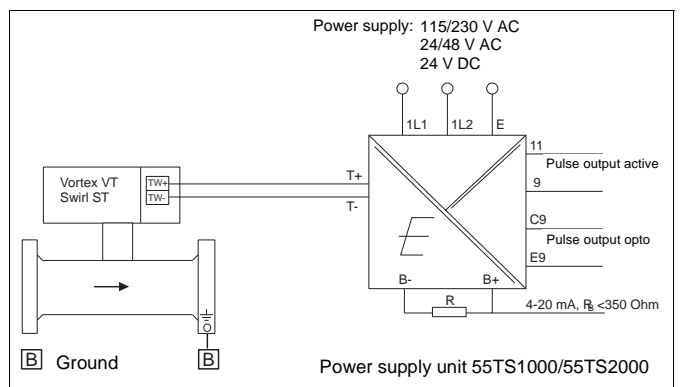 Power supply: 115/230 V AC
24/48 V AC
24 V DC
1L1 1L2 E
11
Pulse output active
9
T+
T-
Vortex VT
Swirl ST
TW+
TW-
C9
Pulse output opto
E9
B- B+
R
4-20 mA, RB <350 Ohm
B Ground
B
Power supply unit 55TS1000/55TS2000